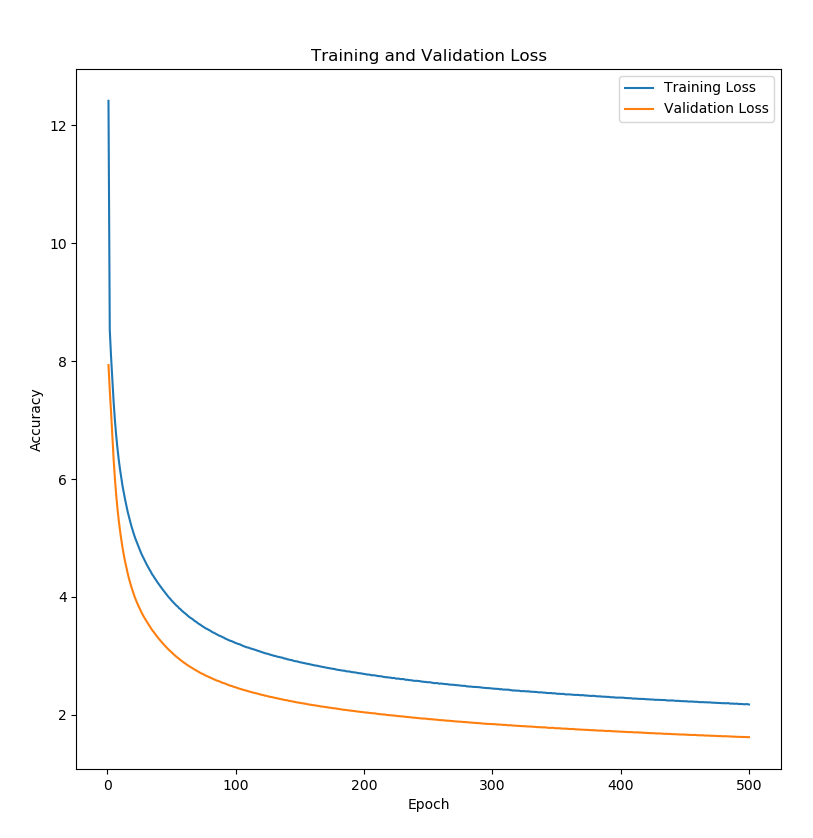 Training and Validation Loss
Training Loss
Validation Loss
12
10
8
6
4
2
Accuracy
0 100 200 300 400 500
Epoch